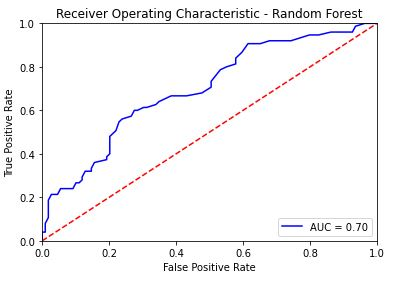 Receiver Operating Characteristic - Random Forest
True Positive Rate
1.0
0.8
0.6
0.4
0.2
0.0
0.0 0.2 0.4 0.6 0.8 1.0
False Positive Rate
AUC = 0.70